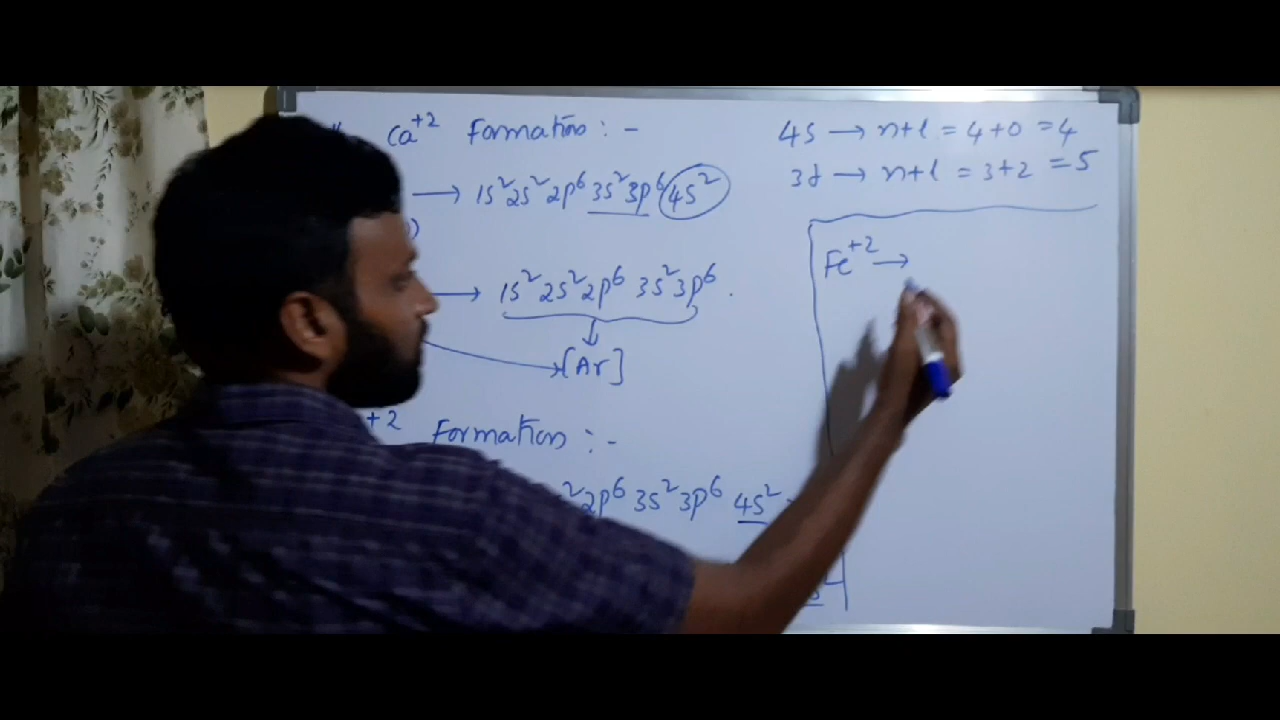 Ca⁺² Formation : -
→ 1s² 2s² 2p⁶ 3s² 3p⁶ 4s²
)
→ 1s² 2s² 2p⁶ 3s² 3p⁶ .
↓
→ [Ar]
+2 Formation : -
² 2p⁶ 3s² 3p⁶ 4s²
4s → n+l = 4+0 = 4
3d → n+l = 3+2 = 5
Fe⁺² →